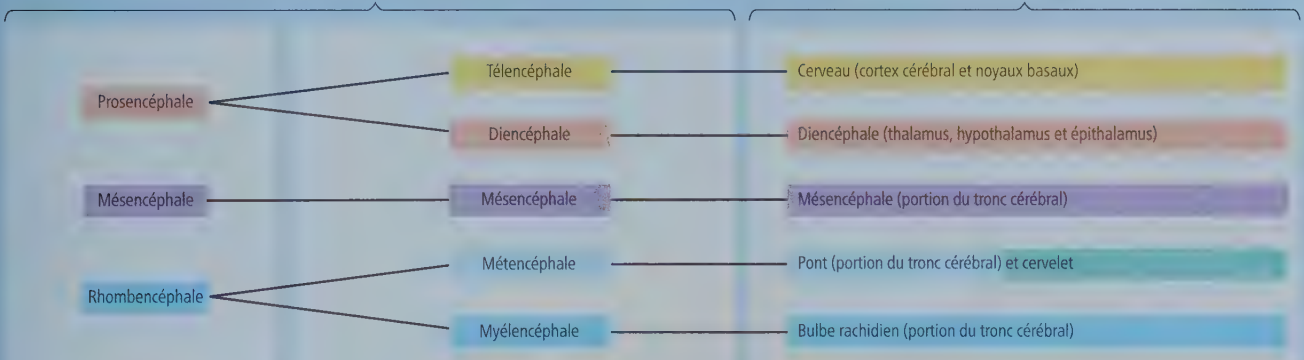 Prosencéphale
Télencéphale
Cerveau (cortex cérébral et noyaux basaux)
Diencéphale
Diencéphale (thalamus, hypothalamus et épithalamus)
Mésencéphale
Mésencéphale
Mésencéphale (portion du tronc cérébral)
Rhombencéphale
Métencéphale
Pont (portion du tronc cérébral) et cervelet
Myélencéphale
Bulbe rachidien (portion du tronc cérébral)